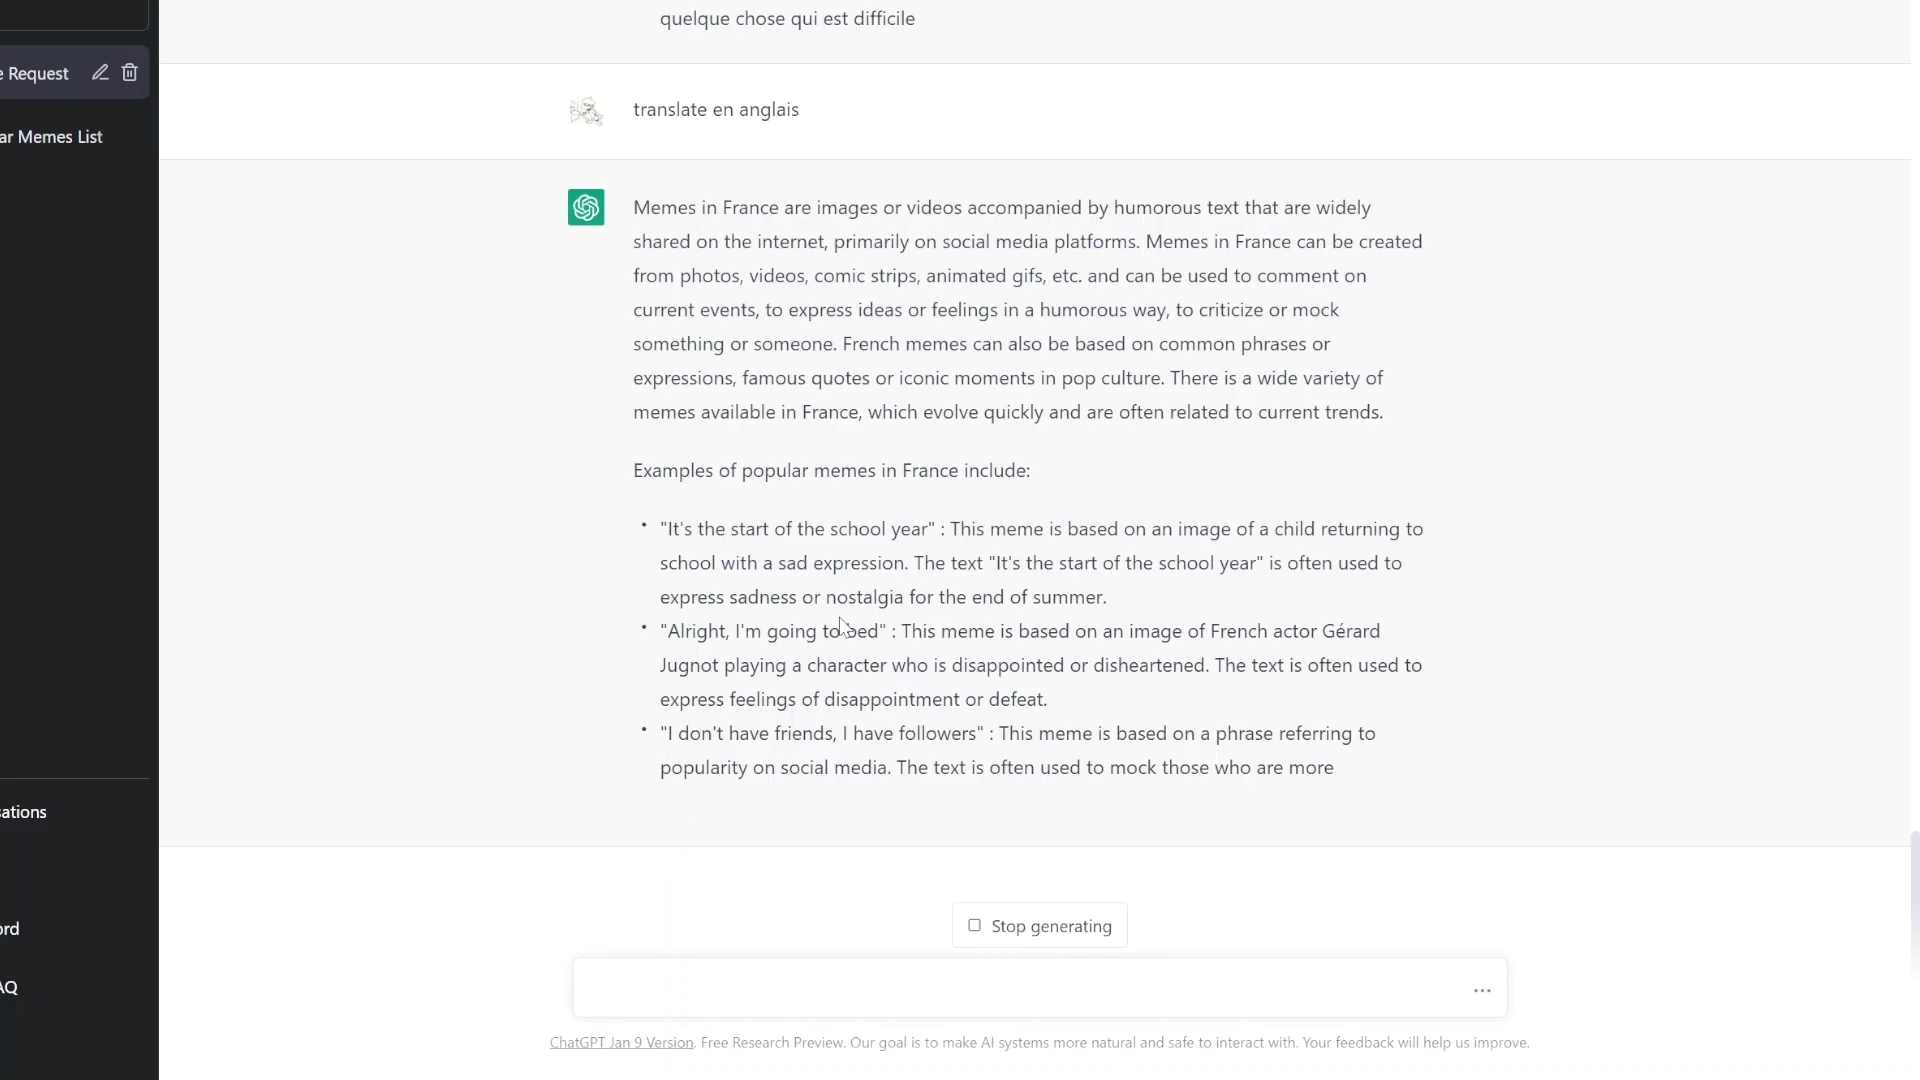 quelque chose qui est difficile
e Request
translate en anglais
ar Memes List
Memes in France are images or videos accompanied by humorous text that are widely
shared on the internet, primarily on social media platforms. Memes in France can be created
from photos, videos, comic strips, animated gifs, etc. and can be used to comment on
current events, to express ideas or feelings in a humorous way, to criticize or mock
something or someone. French memes can also be based on common phrases or
expressions, famous quotes or iconic moments in pop culture. There is a wide variety of
memes available in France, which evolve quickly and are often related to current trends.
Examples of popular memes in France include:
• "It's the start of the school year" : This meme is based on an image of a child returning to
school with a sad expression. The text "It's the start of the school year" is often used to
express sadness or nostalgia for the end of summer.
• "Alright, I'm going to bed" : This meme is based on an image of French actor Gérard
Jugnot playing a character who is disappointed or disheartened. The text is often used to
express feelings of disappointment or defeat.
• "I don't have friends, I have followers" : This meme is based on a phrase referring to
popularity on social media. The text is often used to mock those who are more
sations
ord
AQ
Stop generating
ChatGPT Jan 9 Version. Free Research Preview. Our goal is to make AI systems more natural and safe to interact with. Your feedback will help us improve.